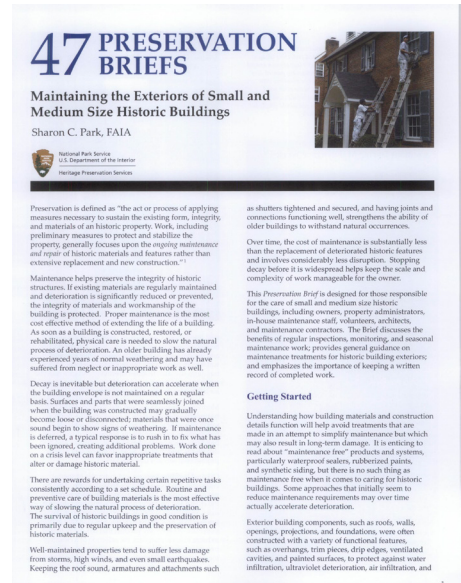 47 PRESERVATION
BRIEFS
Maintaining the Exteriors of Small and
Medium Size Historic Buildings
Sharon C. Park, FAIA
National Park Service
U.S. Department of the Interior
Heritage Preservation Services
Preservation is defined as "the act or process of applying
measures necessary to sustain the existing form, integrity,
and materials of an historic property. Work, including
preliminary measures to protect and stabilize the
property, generally focuses upon the ongoing maintenance
and repair of historic materials and features rather than
extensive replacement and new construction."¹
Maintenance helps preserve the integrity of historic
structures. If existing materials are regularly maintained
and deterioration is significantly reduced or prevented,
the integrity of materials and workmanship of the
building is protected. Proper maintenance is the most
cost effective method of extending the life of a building.
As soon as a building is constructed, restored, or
rehabilitated, physical care is needed to slow the natural
process of deterioration. An older building has already
experienced years of normal weathering and may have
suffered from neglect or inappropriate work as well.
Decay is inevitable but deterioration can accelerate when
the building envelope is not maintained on a regular
basis. Surfaces and parts that were seamlessly joined
when the building was constructed may gradually
become loose or disconnected; materials that were once
sound begin to show signs of weathering. If maintenance
is deferred, a typical response is to rush in to fix what has
been ignored, creating additional problems. Work done
on a crisis level can favor inappropriate treatments that
alter or damage historic material.
There are rewards for undertaking certain repetitive tasks
consistently according to a set schedule. Routine and
preventive care of building materials is the most effective
way of slowing the natural process of deterioration.
The survival of historic buildings in good condition is
primarily due to regular upkeep and the preservation of
historic materials.
Well-maintained properties tend to suffer less damage
from storms, high winds, and even small earthquakes.
Keeping the roof sound, armatures and attachments such
as shutters tightened and secured, and having joints and
connections functioning well, strengthens the ability of
older buildings to withstand natural occurrences.
Over time, the cost of maintenance is substantially less
than the replacement of deteriorated historic features
and involves considerably less disruption. Stopping
decay before it is widespread helps keep the scale and
complexity of work manageable for the owner.
This Preservation Brief is designed for those responsible
for the care of small and medium size historic
buildings, including owners, property administrators,
in-house maintenance staff, volunteers, architects,
and maintenance contractors. The Brief discusses the
benefits of regular inspections, monitoring, and seasonal
maintenance work; provides general guidance on
maintenance treatments for historic building exteriors;
and emphasizes the importance of keeping a written
record of completed work.
Getting Started
Understanding how building materials and construction
details function will help avoid treatments that are
made in an attempt to simplify maintenance but which
may also result in long-term damage. It is enticing to
read about "maintenance free" products and systems,
particularly waterproof sealers, rubberized paints,
and synthetic siding, but there is no such thing as
maintenance free when it comes to caring for historic
buildings. Some approaches that initially seem to
reduce maintenance requirements may over time
actually accelerate deterioration.
Exterior building components, such as roofs, walls,
openings, projections, and foundations, were often
constructed with a variety of functional features,
such as overhangs, trim pieces, drip edges, ventilated
cavities, and painted surfaces, to protect against water
infiltration, ultraviolet deterioration, air infiltration, and